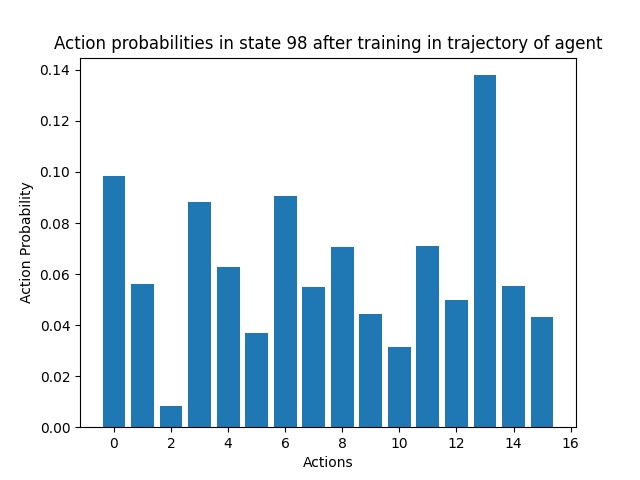 Action probabilities in state 98 after training in trajectory of agent
0.14
0.12
0.10
0.08
0.06
0.04
0.02
0.00
Action Probability
0 2 4 6 8 10 12 14 16
Actions